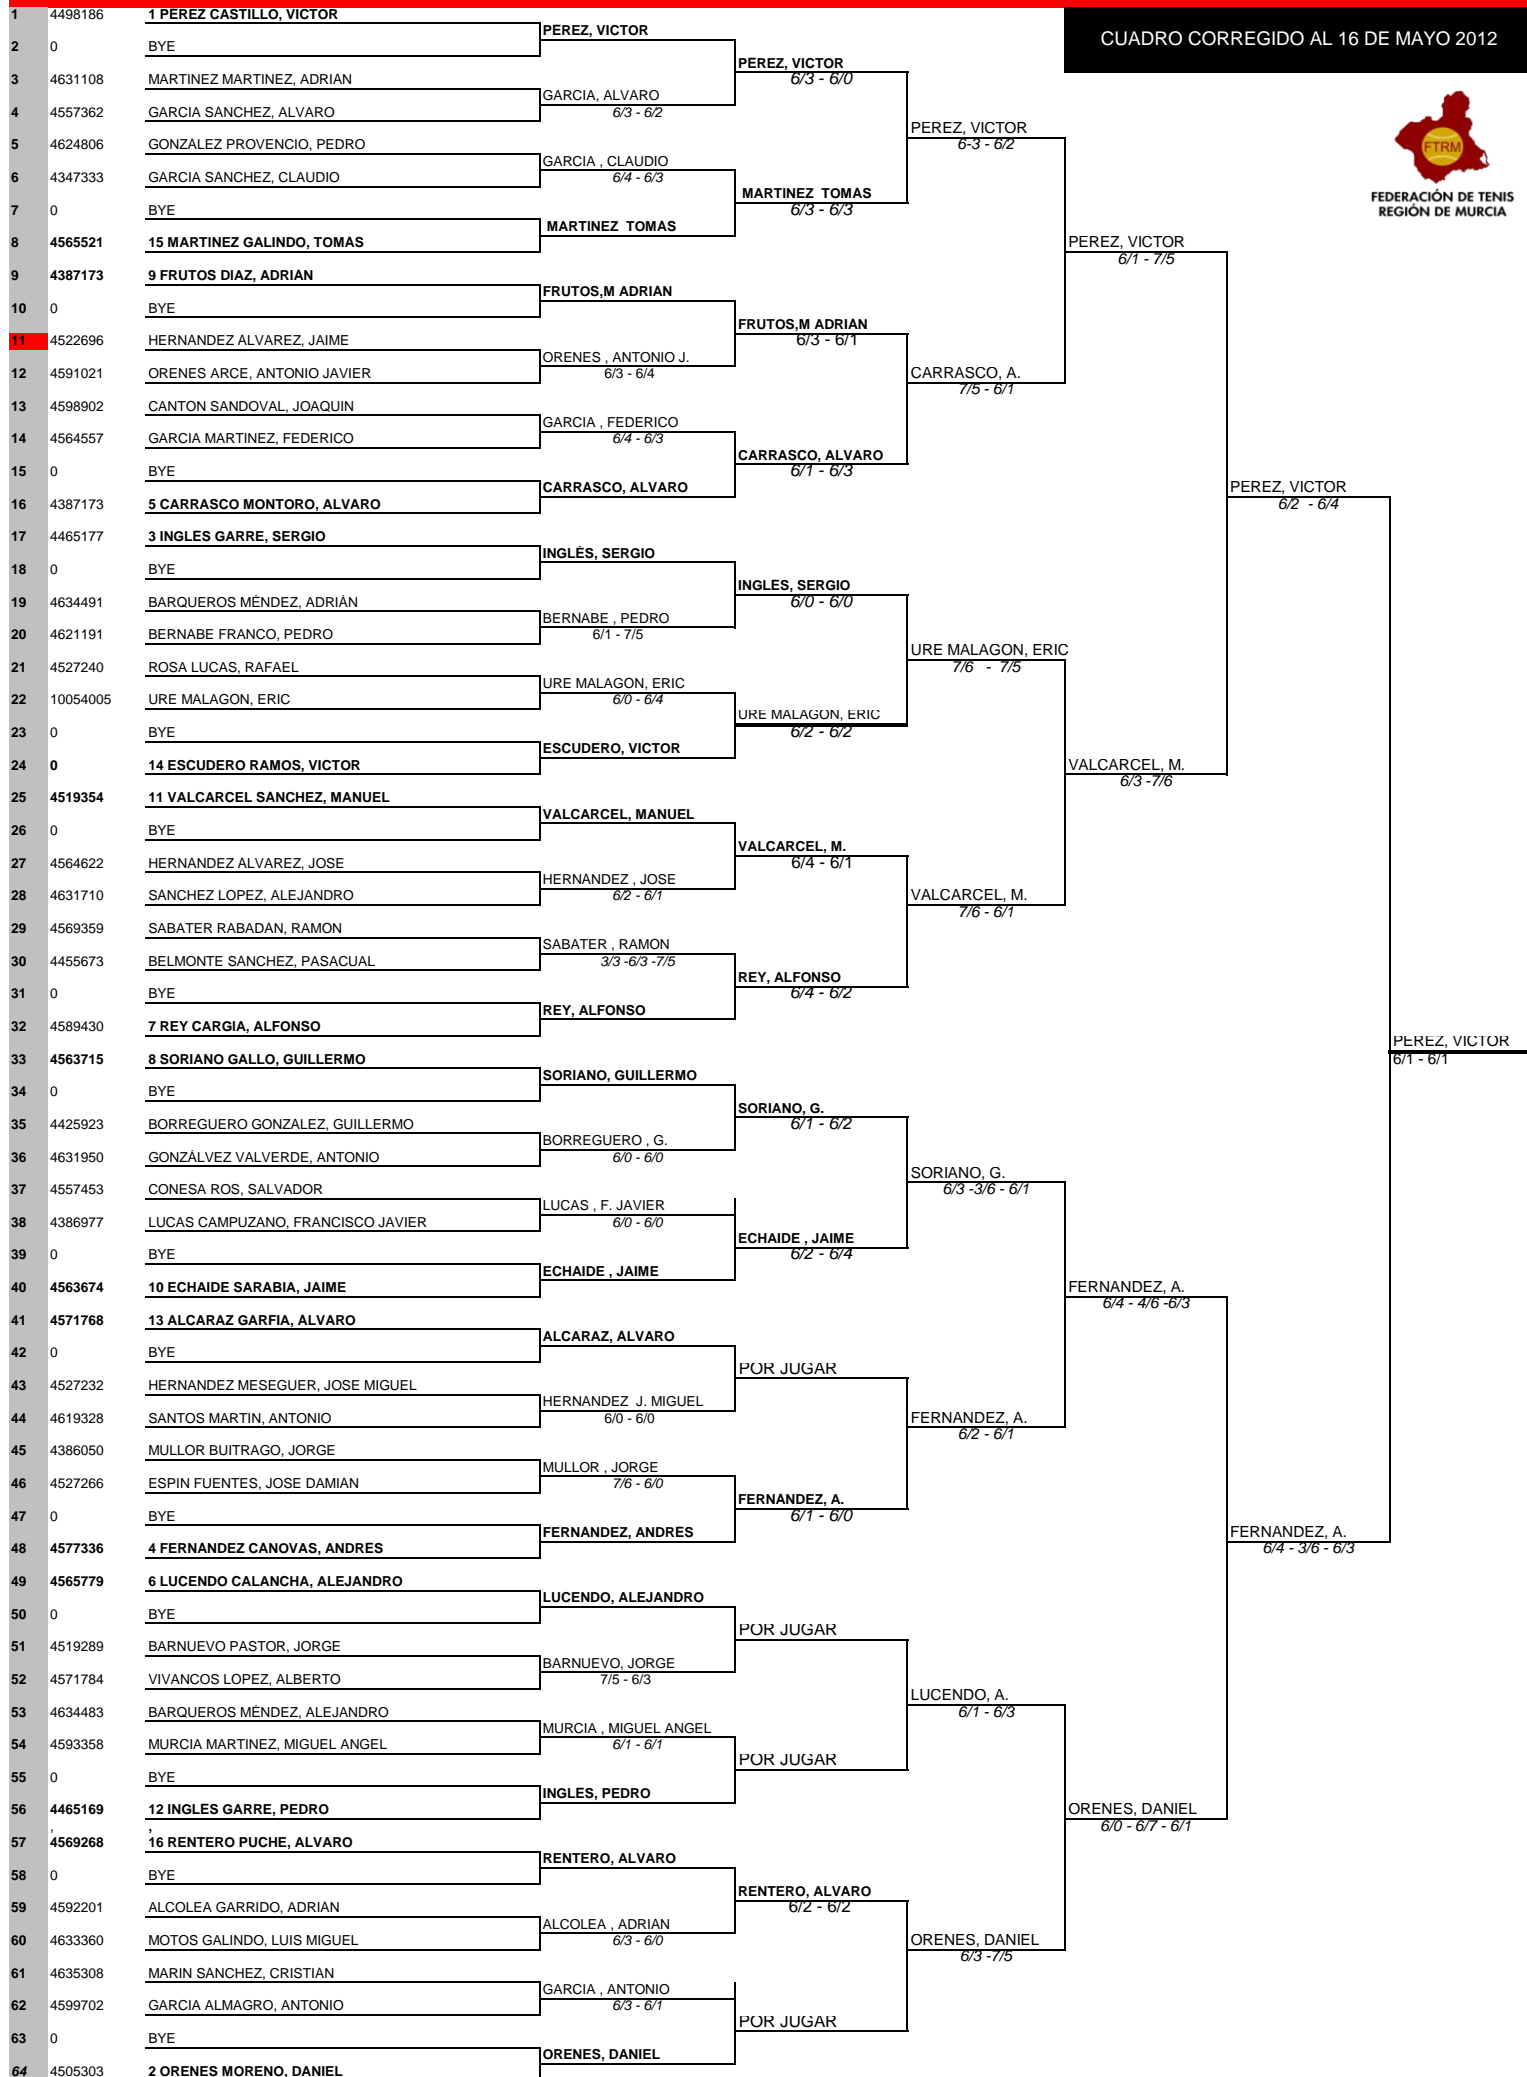 1 4498186 1 PEREZ CASTILLO, VICTOR
PEREZ, VICTOR
CUADRO CORREGIDO AL 16 DE MAYO 2012
2 0 BYE
PEREZ, VICTOR
3 4631108 MARTINEZ MARTINEZ, ADRIAN 6/3 - 6/0
GARCIA, ALVARO
4 4557362 GARCIA SANCHEZ, ALVARO 6/3 - 6/2
PEREZ, VICTOR
5 4624806 GONZALEZ PROVENCIO, PEDRO 6-3 - 6/2
FTRM
GARCIA , CLAUDIO
6 4347333 GARCIA SANCHEZ, CLAUDIO 6/4 - 6/3
MARTINEZ TOMAS
FEDERACIÓN DE TENIS
7 0 BYE 6/3 - 6/3
REGIÓN DE MURCIA
MARTINEZ TOMAS
8 4565521 15 MARTINEZ GALINDO, TOMAS PEREZ, VICTOR
6/1 - 7/5
9 4387173 9 FRUTOS DIAZ, ADRIAN
FRUTOS,M ADRIAN
10 0 BYE
FRUTOS,M ADRIAN
11 4522696 HERNANDEZ ALVAREZ, JAIME 6/3 - 6/1
ORENES , ANTONIO J.
12 4591021 ORENES ARCE, ANTONIO JAVIER 6/3 - 6/4 CARRASCO, A.
7/5 - 6/1
13 4598902 CANTON SANDOVAL, JOAQUIN
GARCIA , FEDERICO
14 4564557 GARCIA MARTINEZ, FEDERICO 6/4 - 6/3
CARRASCO, ALVARO
15 0 BYE 6/1 - 6/3
CARRASCO, ALVARO PEREZ, VICTOR
16 4387173 5 CARRASCO MONTORO, ALVARO 6/2 - 6/4
17 4465177 3 INGLÉS GARRE, SERGIO
INGLÉS, SERGIO
18 0 BYE
INGLES, SERGIO
19 4634491 BARQUEROS MÉNDEZ, ADRIÁN 6/0 - 6/0
BERNABE , PEDRO
20 4621191 BERNABE FRANCO, PEDRO 6/1 - 7/5
URE MALAGON, ERIC
21 4527240 ROSA LUCAS, RAFAEL 7/6 - 7/5
URE MALAGON, ERIC
22 10054005 URE MALAGON, ERIC 6/0 - 6/4
URE MALAGON, ERIC
23 0 BYE 6/2 - 6/2
ESCUDERO, VICTOR
24 0 14 ESCUDERO RAMOS, VICTOR VALCARCEL, M.
6/3 -7/6
25 4519354 11 VALCARCEL SANCHEZ, MANUEL
VALCARCEL, MANUEL
26 0 BYE
VALCARCEL, M.
27 4564622 HERNANDEZ ALVAREZ, JOSE 6/4 - 6/1
HERNANDEZ , JOSE
28 4631710 SANCHEZ LOPEZ, ALEJANDRO 6/2 - 6/1 VALCARCEL, M.
7/6 - 6/1
29 4569359 SABATER RABADAN, RAMON
SABATER , RAMON
30 4455673 BELMONTE SANCHEZ, PASACUAL 3/3 -6/3 -7/5
REY, ALFONSO
31 0 BYE 6/4 - 6/2
REY, ALFONSO
32 4589430 7 REY CARGIA, ALFONSO
PEREZ, VICTOR
33 4563715 8 SORIANO GALLO, GUILLERMO 6/1 - 6/1
SORIANO, GUILLERMO
34 0 BYE
SORIANO, G.
35 4425923 BORREGUERO GONZALEZ, GUILLERMO 6/1 - 6/2
BORREGUERO , G.
36 4631950 GONZÁLVEZ VALVERDE, ANTONIO 6/0 - 6/0
SORIANO, G.
37 4557453 CONESA ROS, SALVADOR 6/3 -3/6 - 6/1
LUCAS , F. JAVIER
38 4386977 LUCAS CAMPUZANO, FRANCISCO JAVIER 6/0 - 6/0
ECHAIDE , JAIME
39 0 BYE 6/2 - 6/4
ECHAIDE , JAIME
40 4563674 10 ECHAIDE SARABIA, JAIME FERNANDEZ, A.
6/4 - 4/6 -6/3
41 4571768 13 ALCARAZ GARFIA, ALVARO
ALCARAZ, ALVARO
42 0 BYE
POR JUGAR
43 4527232 HERNANDEZ MESEGUER, JOSE MIGUEL
HERNANDEZ J. MIGUEL
44 4619328 SANTOS MARTIN, ANTONIO 6/0 - 6/0 FERNANDEZ, A.
6/2 - 6/1
45 4386050 MULLOR BUITRAGO, JORGE
MULLOR , JORGE
46 4527266 ESPIN FUENTES, JOSE DAMIAN 7/6 - 6/0
FERNANDEZ, A.
47 0 BYE 6/1 - 6/0
FERNANDEZ, ANDRES FERNANDEZ, A.
48 4577336 4 FERNANDEZ CANOVAS, ANDRES 6/4 - 3/6 - 6/3
49 4565779 6 LUCENDO CALANCHA, ALEJANDRO
LUCENDO, ALEJANDRO
50 0 BYE
POR JUGAR
51 4519289 BARNUEVO PASTOR, JORGE
BARNUEVO, JORGE
52 4571784 VIVANCOS LOPEZ, ALBERTO 7/5 - 6/3
LUCENDO, A.
53 4634483 BARQUEROS MÉNDEZ, ALEJANDRO 6/1 - 6/3
MURCIA , MIGUEL ANGEL
54 4593358 MURCIA MARTINEZ, MIGUEL ANGEL 6/1 - 6/1
POR JUGAR
55 0 BYE
INGLES, PEDRO
56 4465169 12 INGLES GARRE, PEDRO ORENES, DANIEL
, , 6/0 - 6/7 - 6/1
57 4569268 16 RENTERO PUCHE, ALVARO
RENTERO, ALVARO
58 0 BYE
RENTERO, ALVARO
59 4592201 ALCOLEA GARRIDO, ADRIAN 6/2 - 6/2
ALCOLEA , ADRIAN
60 4633360 MOTOS GALINDO, LUIS MIGUEL 6/3 - 6/0 ORENES, DANIEL
6/3 -7/5
61 4635308 MARIN SANCHEZ, CRISTIAN
GARCIA , ANTONIO
62 4599702 GARCIA ALMAGRO, ANTONIO 6/3 - 6/1
POR JUGAR
63 0 BYE
ORENES, DANIEL
64 4505303 2 ORENES MORENO, DANIEL